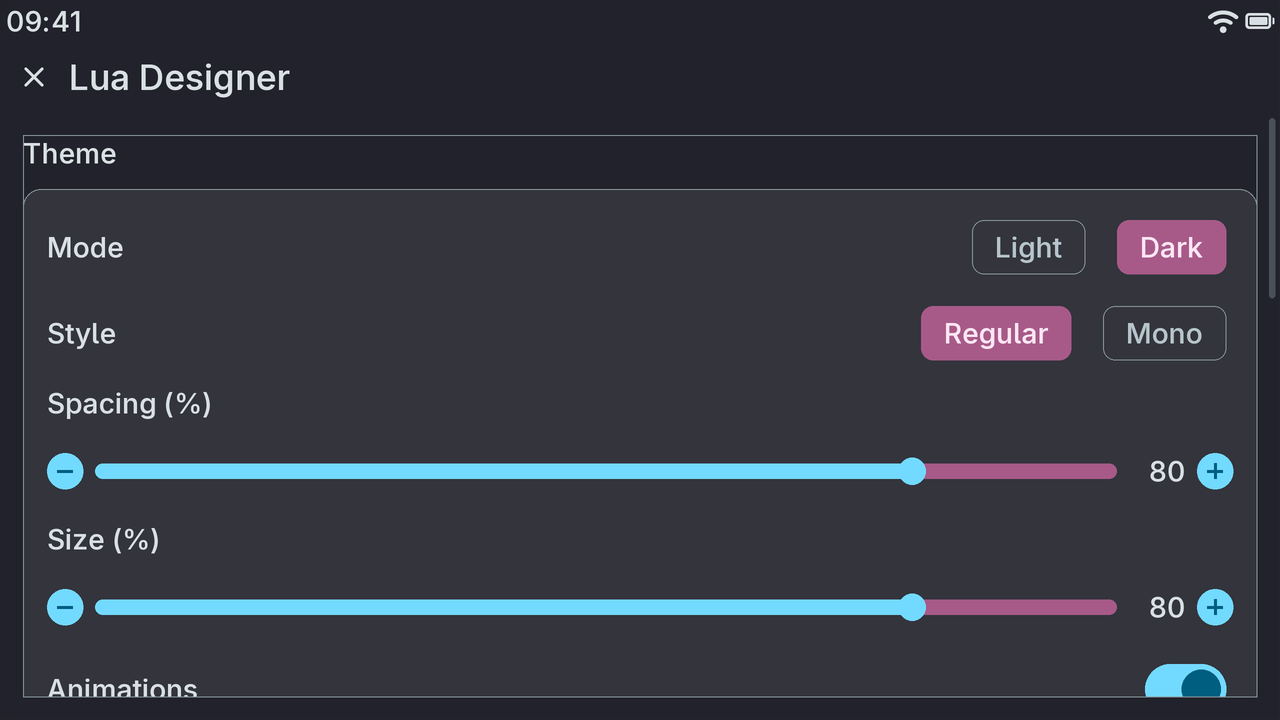 09:41
Lua Designer
Theme
Mode Light Dark
Style Regular Mono
Spacing (%)
80
Size (%)
80
Animations